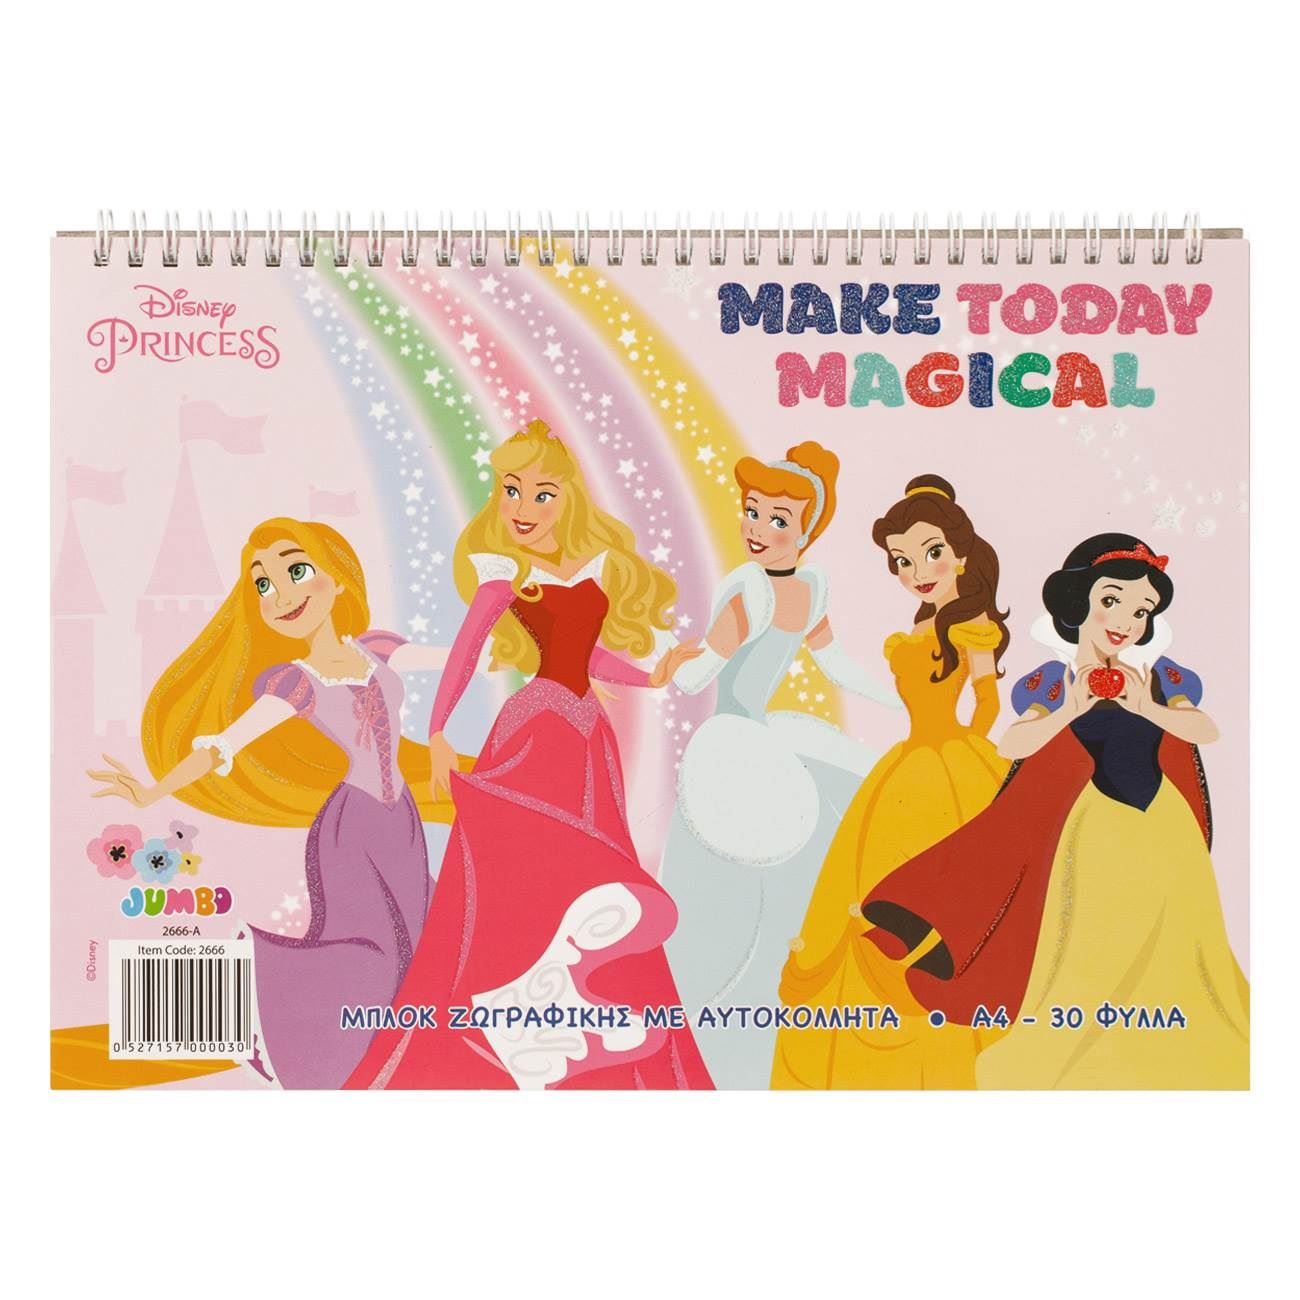 Disney
PRINCESS
MAKE TODAY
MAGICAL
JUMBO
2666-A
Item Code: 2666
0 527157 000030
©Disney
ΜΠΛΟΚ ΖΩΓΡΑΦΙΚΗΣ ΜΕ ΑΥΤΟΚΟΛΛΗΤΑ • Α4 - 30 ΦΥΛΛΑ